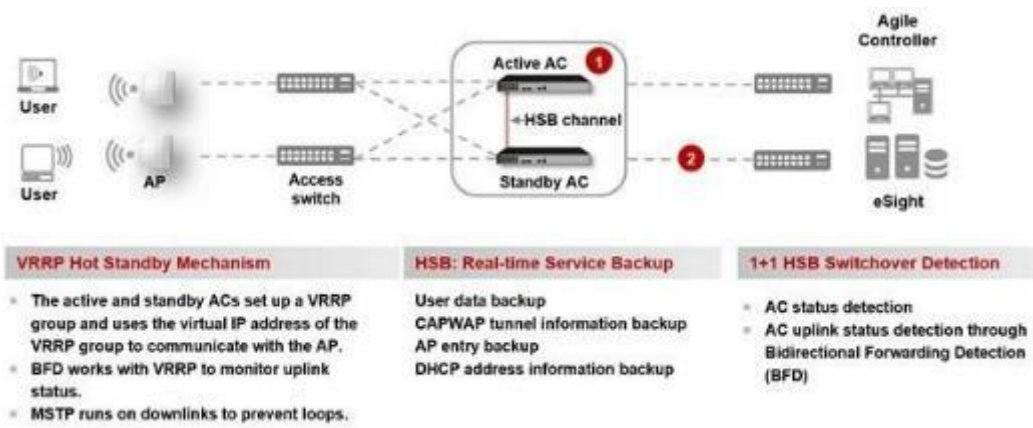 Agile
Controller
Active AC
1
User
HSB channel
2
User
AP
Access
switch
Standby AC
eSight
VRRP Hot Standby Mechanism
The active and standby ACs set up a VRRP
group and uses the virtual IP address of the
VRRP group to communicate with the AP.
BFD works with VRRP to monitor uplink
status.
MSTP runs on downlinks to prevent loops.
HSB: Real-time Service Backup
User data backup
CAPWAP tunnel information backup
AP entry backup
DHCP address information backup
1+1 HSB Switchover Detection
AC status detection
AC uplink status detection through
Bidirectional Forwarding Detection
(BFD)